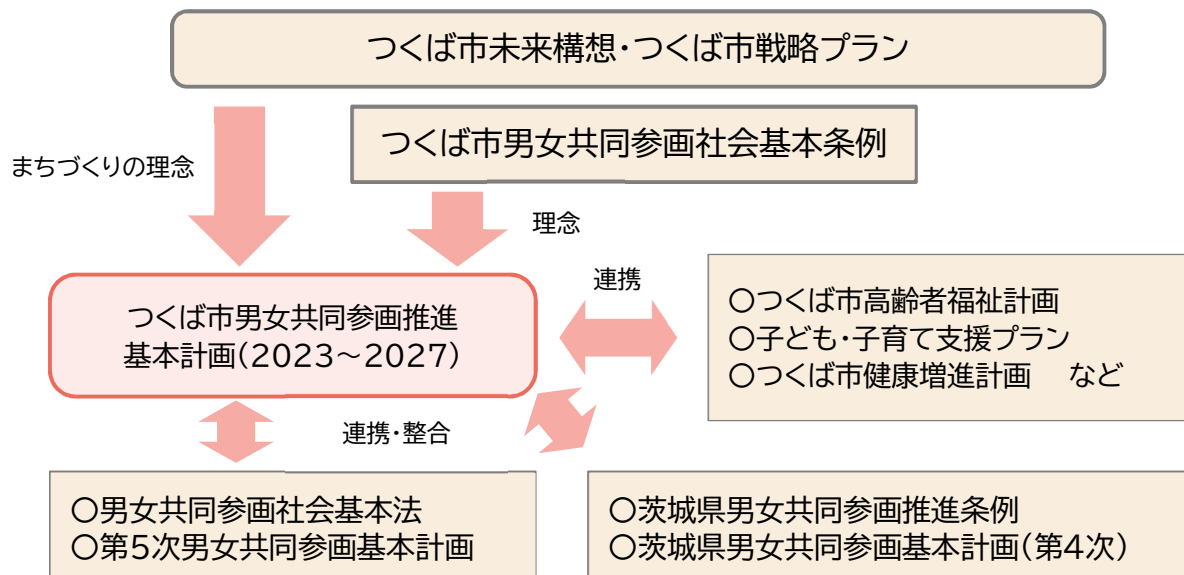 つくば市未来構想・つくば市戦略プラン
つくば市男女共同参画社会基本条例
まちづくりの理念
理念
つくば市男女共同参画推進
基本計画(2023～2027)
連携
〇つくば市高齢者福祉計画
〇子ども・子育て支援プラン
〇つくば市健康増進計画　など
連携・整合
〇男女共同参画社会基本法
〇第5次男女共同参画基本計画
〇茨城県男女共同参画推進条例
〇茨城県男女共同参画基本計画(第4次)